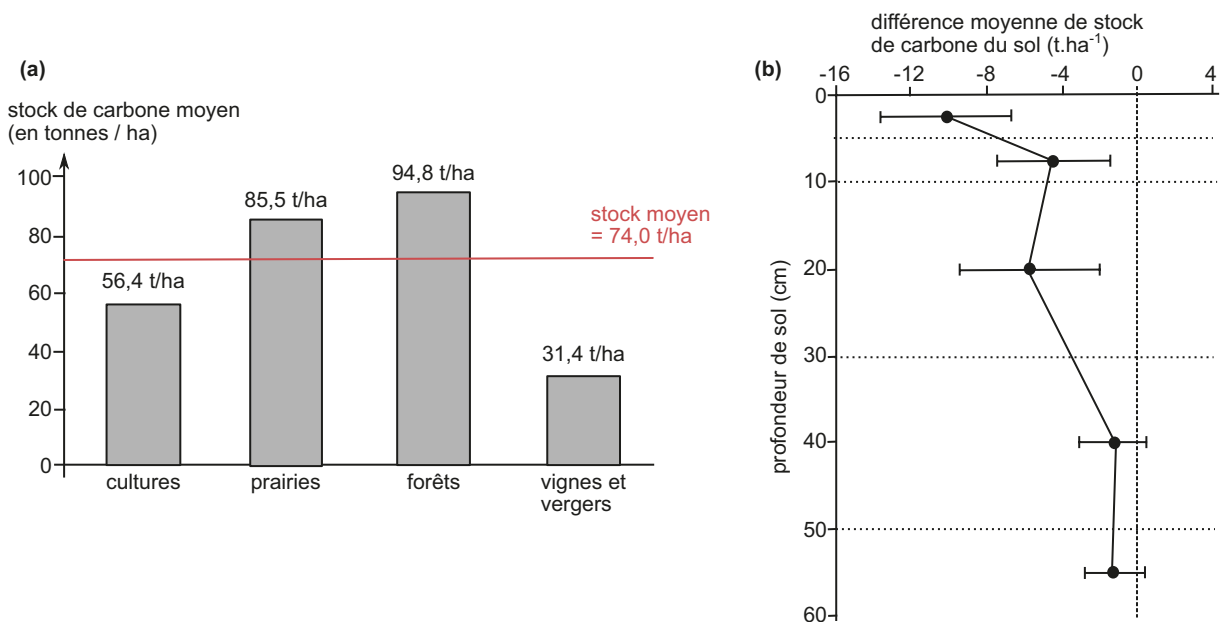 (a)
stock de carbone moyen
(en tonnes / ha)
100
80
60
40
20
0
56,4 t/ha
85,5 t/ha
94,8 t/ha
31,4 t/ha
stock moyen
= 74,0 t/ha
cultures
prairies
forêts
vignes et
vergers
(b)
différence moyenne de stock
de carbone du sol (t.ha⁻¹)
-16 -12 -8 -4 0 4
profondeur de sol (cm)
0
10
20
30
40
50
60